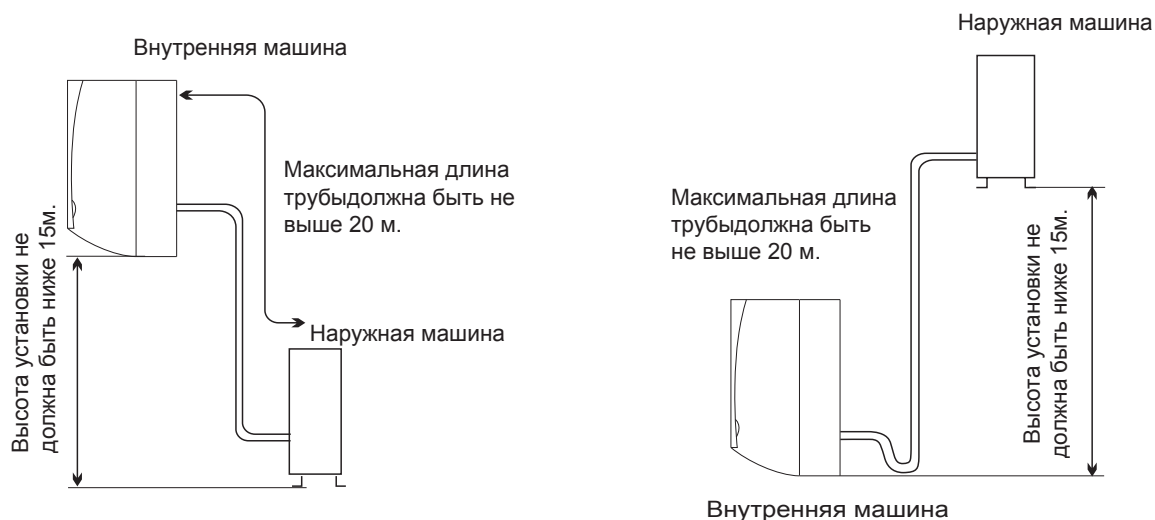 Внутренняя машина
Максимальная длина
трубыдолжна быть не
выше 20 м.
Высота установки не
должна быть ниже 15м.
Наружная машина
Наружная машина
Максимальная длина
трубыдолжна быть
не выше 20 м.
Высота установки не
должна быть ниже 15м.
Внутренняя машина